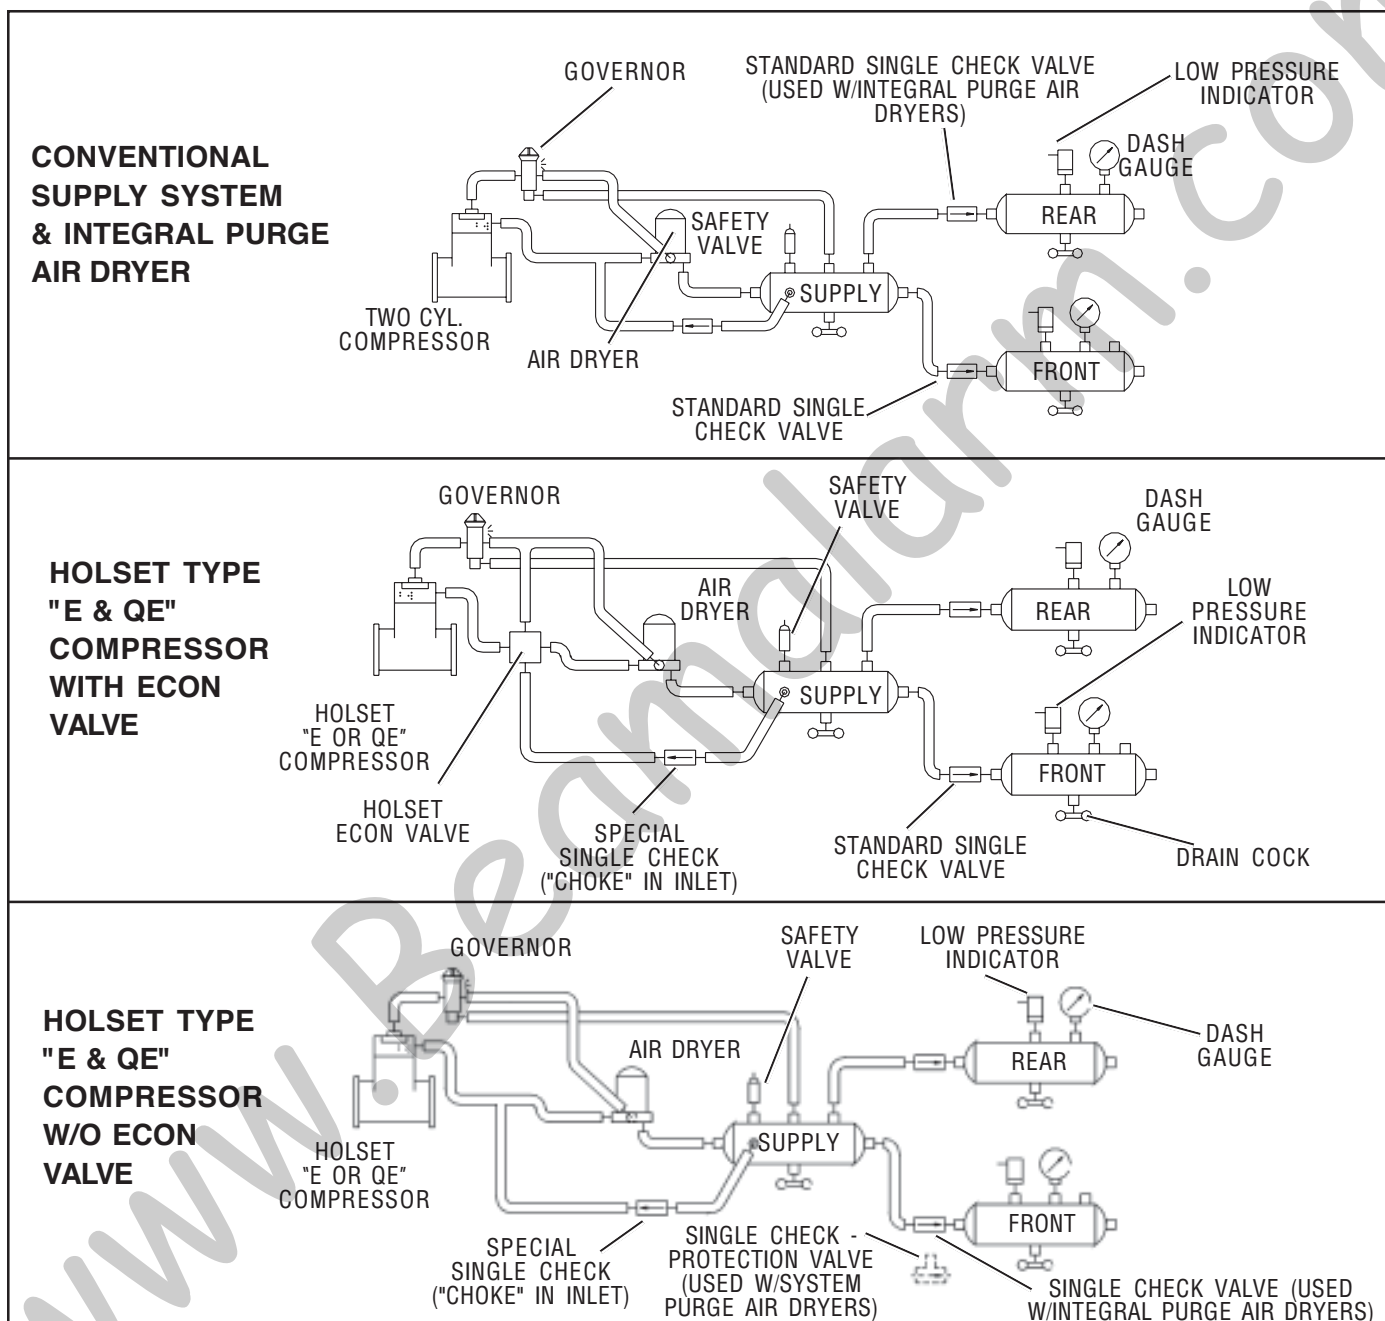 CONVENTIONAL
SUPPLY SYSTEM
& INTEGRAL PURGE
AIR DRYER
GOVERNOR
STANDARD SINGLE CHECK VALVE
(USED W/INTEGRAL PURGE AIR
DRYERS)
LOW PRESSURE
INDICATOR
DASH
GAUGE
SAFETY
VALVE
REAR
SUPPLY
TWO CYL.
COMPRESSOR
AIR DRYER
FRONT
STANDARD SINGLE
CHECK VALVE
HOLSET TYPE
"E & QE"
COMPRESSOR
WITH ECON
VALVE
GOVERNOR
SAFETY
VALVE
DASH
GAUGE
AIR
DRYER
LOW
PRESSURE
INDICATOR
REAR
SUPPLY
HOLSET
"E OR QE"
COMPRESSOR
FRONT
HOLSET
ECON VALVE
SPECIAL
SINGLE CHECK
("CHOKE" IN INLET)
STANDARD SINGLE
CHECK VALVE
DRAIN COCK
HOLSET TYPE
"E & QE"
COMPRESSOR
W/O ECON
VALVE
GOVERNOR
SAFETY
VALVE
LOW PRESSURE
INDICATOR
DASH
GAUGE
AIR DRYER
REAR
SUPPLY
HOLSET
"E OR QE"
COMPRESSOR
FRONT
SPECIAL
SINGLE CHECK
("CHOKE" IN INLET)
SINGLE CHECK -
PROTECTION VALVE
(USED W/SYSTEM
PURGE AIR DRYERS)
SINGLE CHECK VALVE (USED
W/INTEGRAL PURGE AIR DRYERS)
www.Beamalarm.com